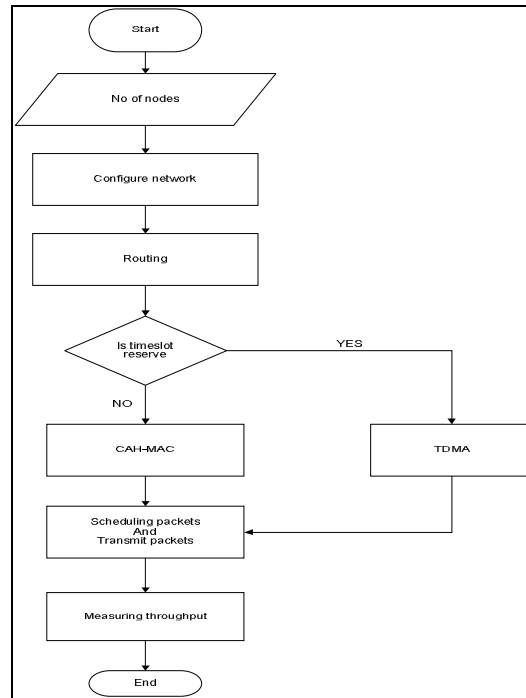 Start
No of nodes
Configure network
Routing
Is timeslot
reserve
YES
NO
CAH-MAC
TDMA
Scheduling packets
And
Transmit packets
Measuring throughput
End